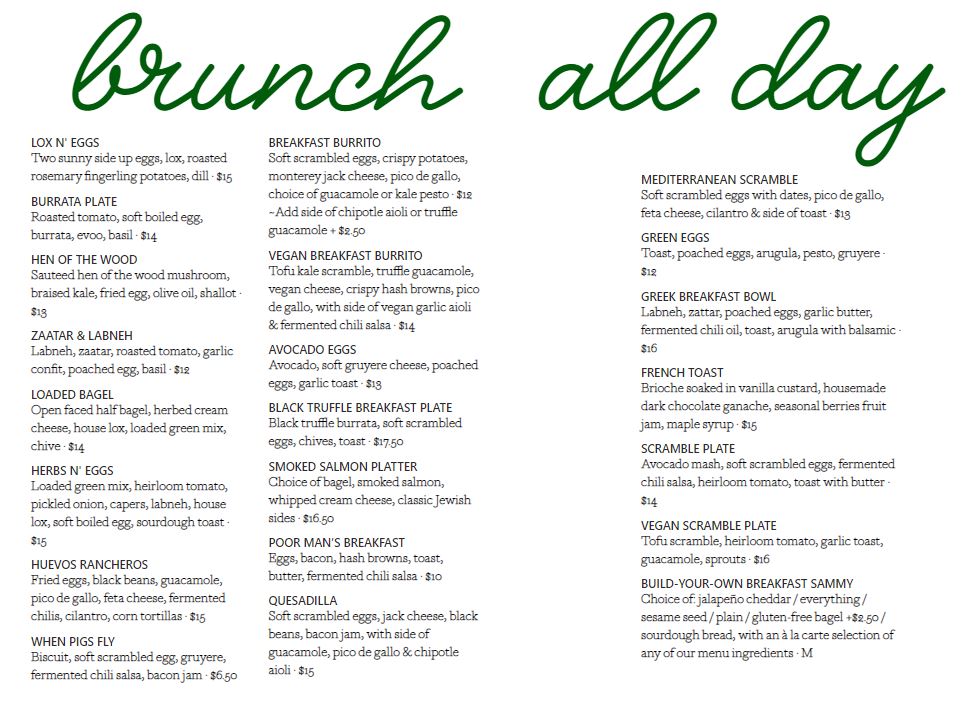 brunch all day
LOX N' EGGS
Two sunny side up eggs, lox, roasted
rosemary fingerling potatoes, dill · $15
BURRATA PLATE
Roasted tomato, soft boiled egg,
burrata, evoo, basil · $14
HEN OF THE WOOD
Sauteed hen of the wood mushroom,
braised kale, fried egg, olive oil, shallot ·
$13
ZAATAR & LABNEH
Labneh, zaatar, roasted tomato, garlic
confit, poached egg, basil · $12
LOADED BAGEL
Open faced half bagel, herbed cream
cheese, house lox, loaded green mix,
chive · $14
HERBS N' EGGS
Loaded green mix, heirloom tomato,
pickled onion, capers, labneh, house
lox, soft boiled egg, sourdough toast ·
$15
HUEVOS RANCHEROS
Fried eggs, black beans, guacamole,
pico de gallo, feta cheese, fermented
chilis, cilantro, corn tortillas · $15
WHEN PIGS FLY
Biscuit, soft scrambled egg, gruyere,
fermented chili salsa, bacon jam · $6.50
BREAKFAST BURRITO
Soft scrambled eggs, crispy potatoes,
monterey jack cheese, pico de gallo,
choice of guacamole or kale pesto · $12
~Add side of chipotle aioli or truffle
guacamole + $2.50
VEGAN BREAKFAST BURRITO
Tofu kale scramble, truffle guacamole,
vegan cheese, crispy hash browns, pico
de gallo, with side of vegan garlic aioli
& fermented chili salsa · $14
AVOCADO EGGS
Avocado, soft gruyere cheese, poached
eggs, garlic toast · $13
BLACK TRUFFLE BREAKFAST PLATE
Black truffle burrata, soft scrambled
eggs, chives, toast · $17.50
SMOKED SALMON PLATTER
Choice of bagel, smoked salmon,
whipped cream cheese, classic Jewish
sides · $16.50
POOR MAN'S BREAKFAST
Eggs, bacon, hash browns, toast,
butter, fermented chili salsa · $10
QUESADILLA
Soft scrambled eggs, jack cheese, black
beans, bacon jam, with side of
guacamole, pico de gallo & chipotle
aioli · $15
MEDITERRANEAN SCRAMBLE
Soft scrambled eggs with dates, pico de gallo,
feta cheese, cilantro & side of toast · $13
GREEN EGGS
Toast, poached eggs, arugula, pesto, gruyere ·
$12
GREEK BREAKFAST BOWL
Labneh, zattar, poached eggs, garlic butter,
fermented chili oil, toast, arugula with balsamic ·
$16
FRENCH TOAST
Brioche soaked in vanilla custard, housemade
dark chocolate ganache, seasonal berries fruit
jam, maple syrup · $15
SCRAMBLE PLATE
Avocado mash, soft scrambled eggs, fermented
chili salsa, heirloom tomato, toast with butter ·
$14
VEGAN SCRAMBLE PLATE
Tofu scramble, heirloom tomato, garlic toast,
guacamole, sprouts · $16
BUILD-YOUR-OWN BREAKFAST SAMMY
Choice of: jalapeño cheddar / everything /
sesame seed / plain / gluten-free bagel +$2.50 /
sourdough bread, with an à la carte selection of
any of our menu ingredients · M